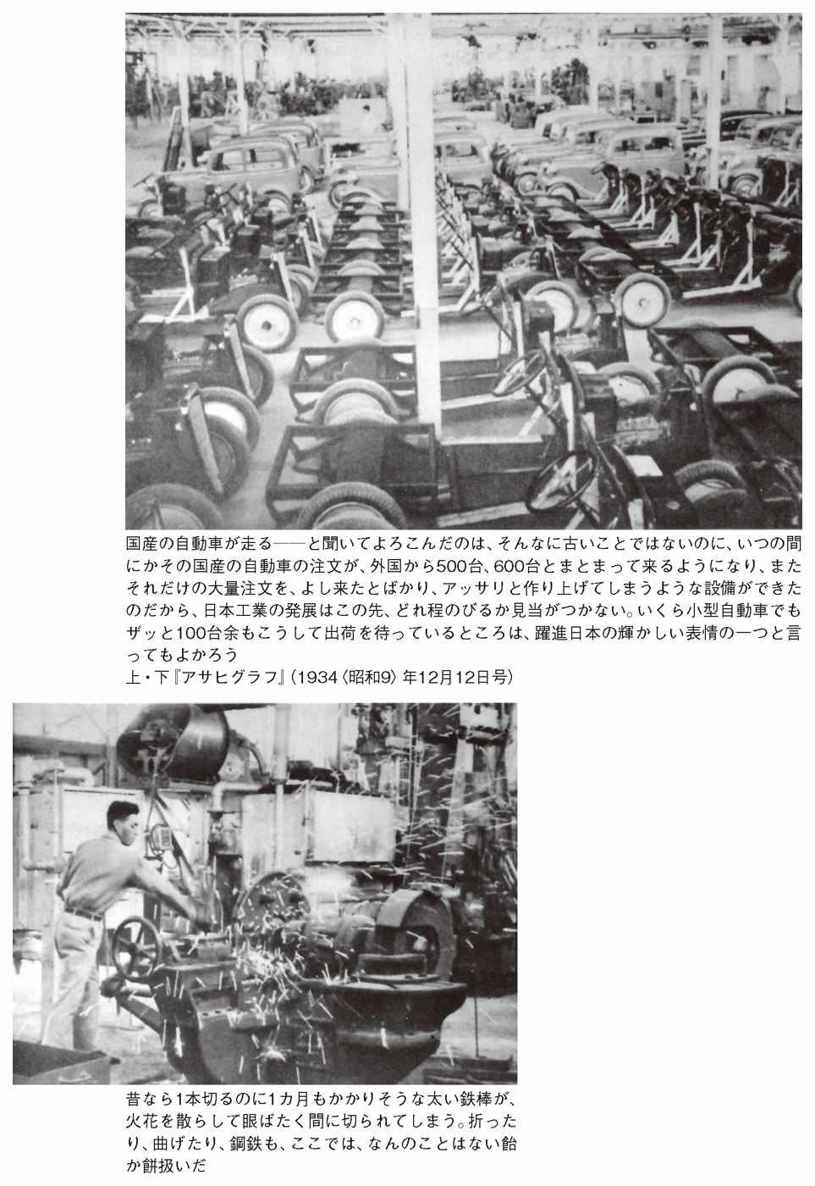 国産の自動車が走る──と聞いてよろこんだのは、そんなに古いことではないのに、いつの間
にかその国産の自動車の注文が、外国から500台、600台とまとまって来るようになり、また
それだけの大量注文を、よし来たとばかり、アッサリと作り上げてしまうような設備ができた
のだから、日本工業の発展はこの先、どれ程のびるか見当がつかない。いくら小型自動車でも
ザッと100台余もこうして出荷を待っているところは、躍進日本の輝かしい表情の一つと言
ってもよかろう
上・下『アサヒグラフ』（1934〈昭和9〉年12月12日号）
昔なら1本切るのに1カ月もかかりそうな太い鉄棒が、
火花を散らして眼ばたく間に切られてしまう。折った
り、曲げたり、鋼鉄も、ここでは、なんのことはない飴
か餅扱いだ